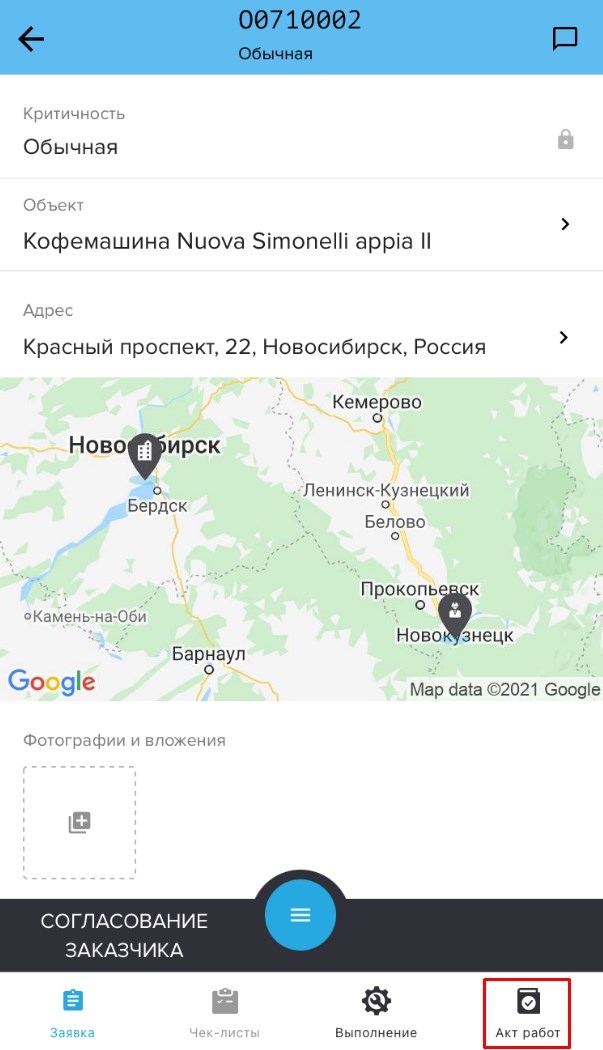 O0710002
Обычная
Критичность
Обычная
Объект
Кофемашина Nuova Simonelli appia II
Адрес
Красный проспект, 22, Новосибирск, Россия
Кемерово
Новосибирск
Ленинск-Кузнецкий
Бердск
Белово
Прокопьевск
Камень-на-Оби
Новокузнецк
Барнаул
Google
Map data ©2021 Google
Фотографии и вложения
СОГЛАСОВАНИЕ
ЗАКАЗЧИКА
Заявка
Чек-листы
Выполнение
Акт работ